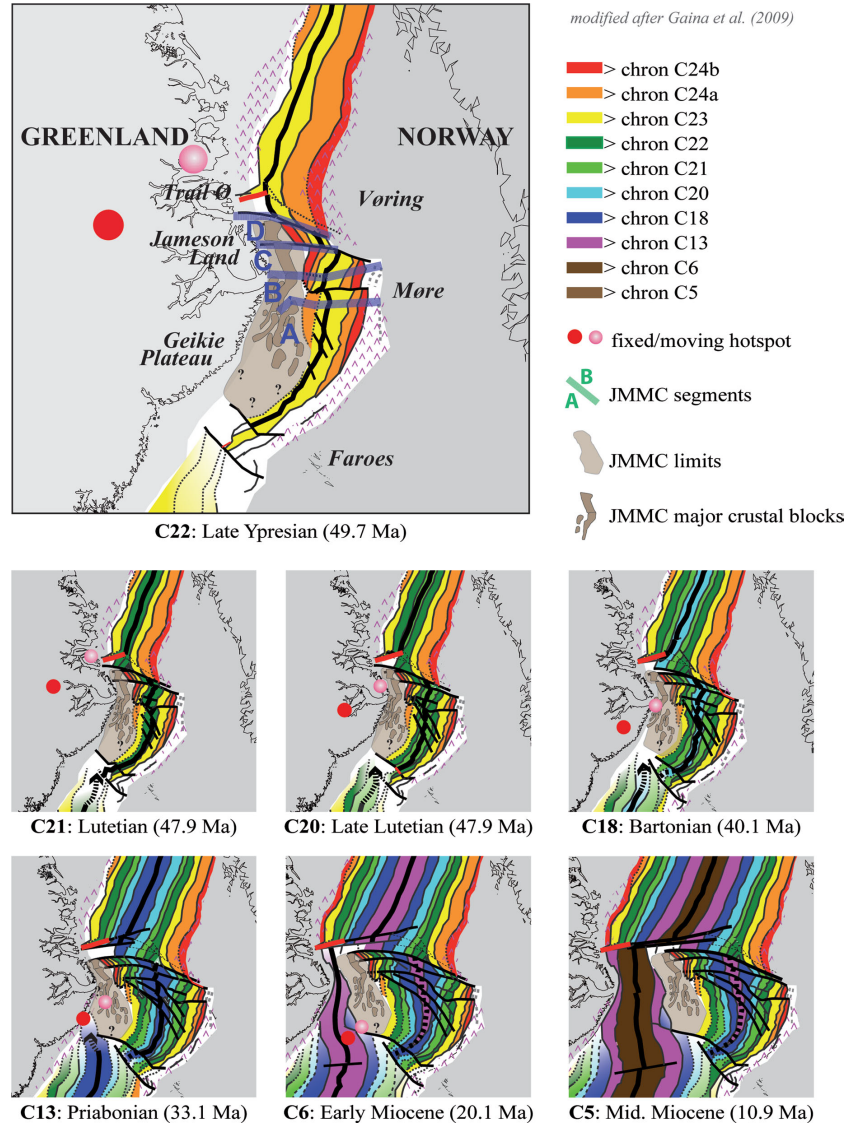 modified after Gaina et al. (2009)
GREENLAND
NORWAY
Trail Ø
Vøring
Jameson
Land
D
C
B
A
Møre
Geikie
Plateau
? ? ? ?
Faroes
C22: Late Ypresian (49.7 Ma)
> chron C24b
> chron C24a
> chron C23
> chron C22
> chron C21
> chron C20
> chron C18
> chron C13
> chron C6
> chron C5
fixed/moving hotspot
A B JMMC segments
JMMC limits
JMMC major crustal blocks
?
?
?
C21: Lutetian (47.9 Ma)
C20: Late Lutetian (47.9 Ma)
C18: Bartonian (40.1 Ma)
?
?
C13: Priabonian (33.1 Ma)
C6: Early Miocene (20.1 Ma)
C5: Mid. Miocene (10.9 Ma)